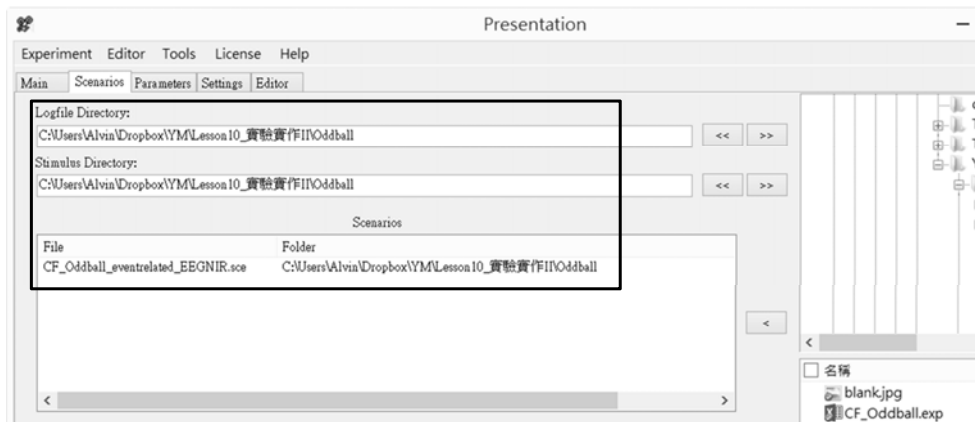 Presentation
Experiment Editor Tools License Help
Main Scenarios Parameters Settings Editor
Logfile Directory:
C:\Users\Alvin\Dropbox\YM\Lesson10_實驗實作II\Oddball << >>
Stimulus Directory:
C:\Users\Alvin\Dropbox\YM\Lesson10_實驗實作II\Oddball << >>
Scenarios
File Folder
CF_Oddball_eventrelated_EEGNIR.sce C:\Users\Alvin\Dropbox\YM\Lesson10_實驗實作II\Oddball
<
名稱
blank.jpg
CF_Oddball.exp